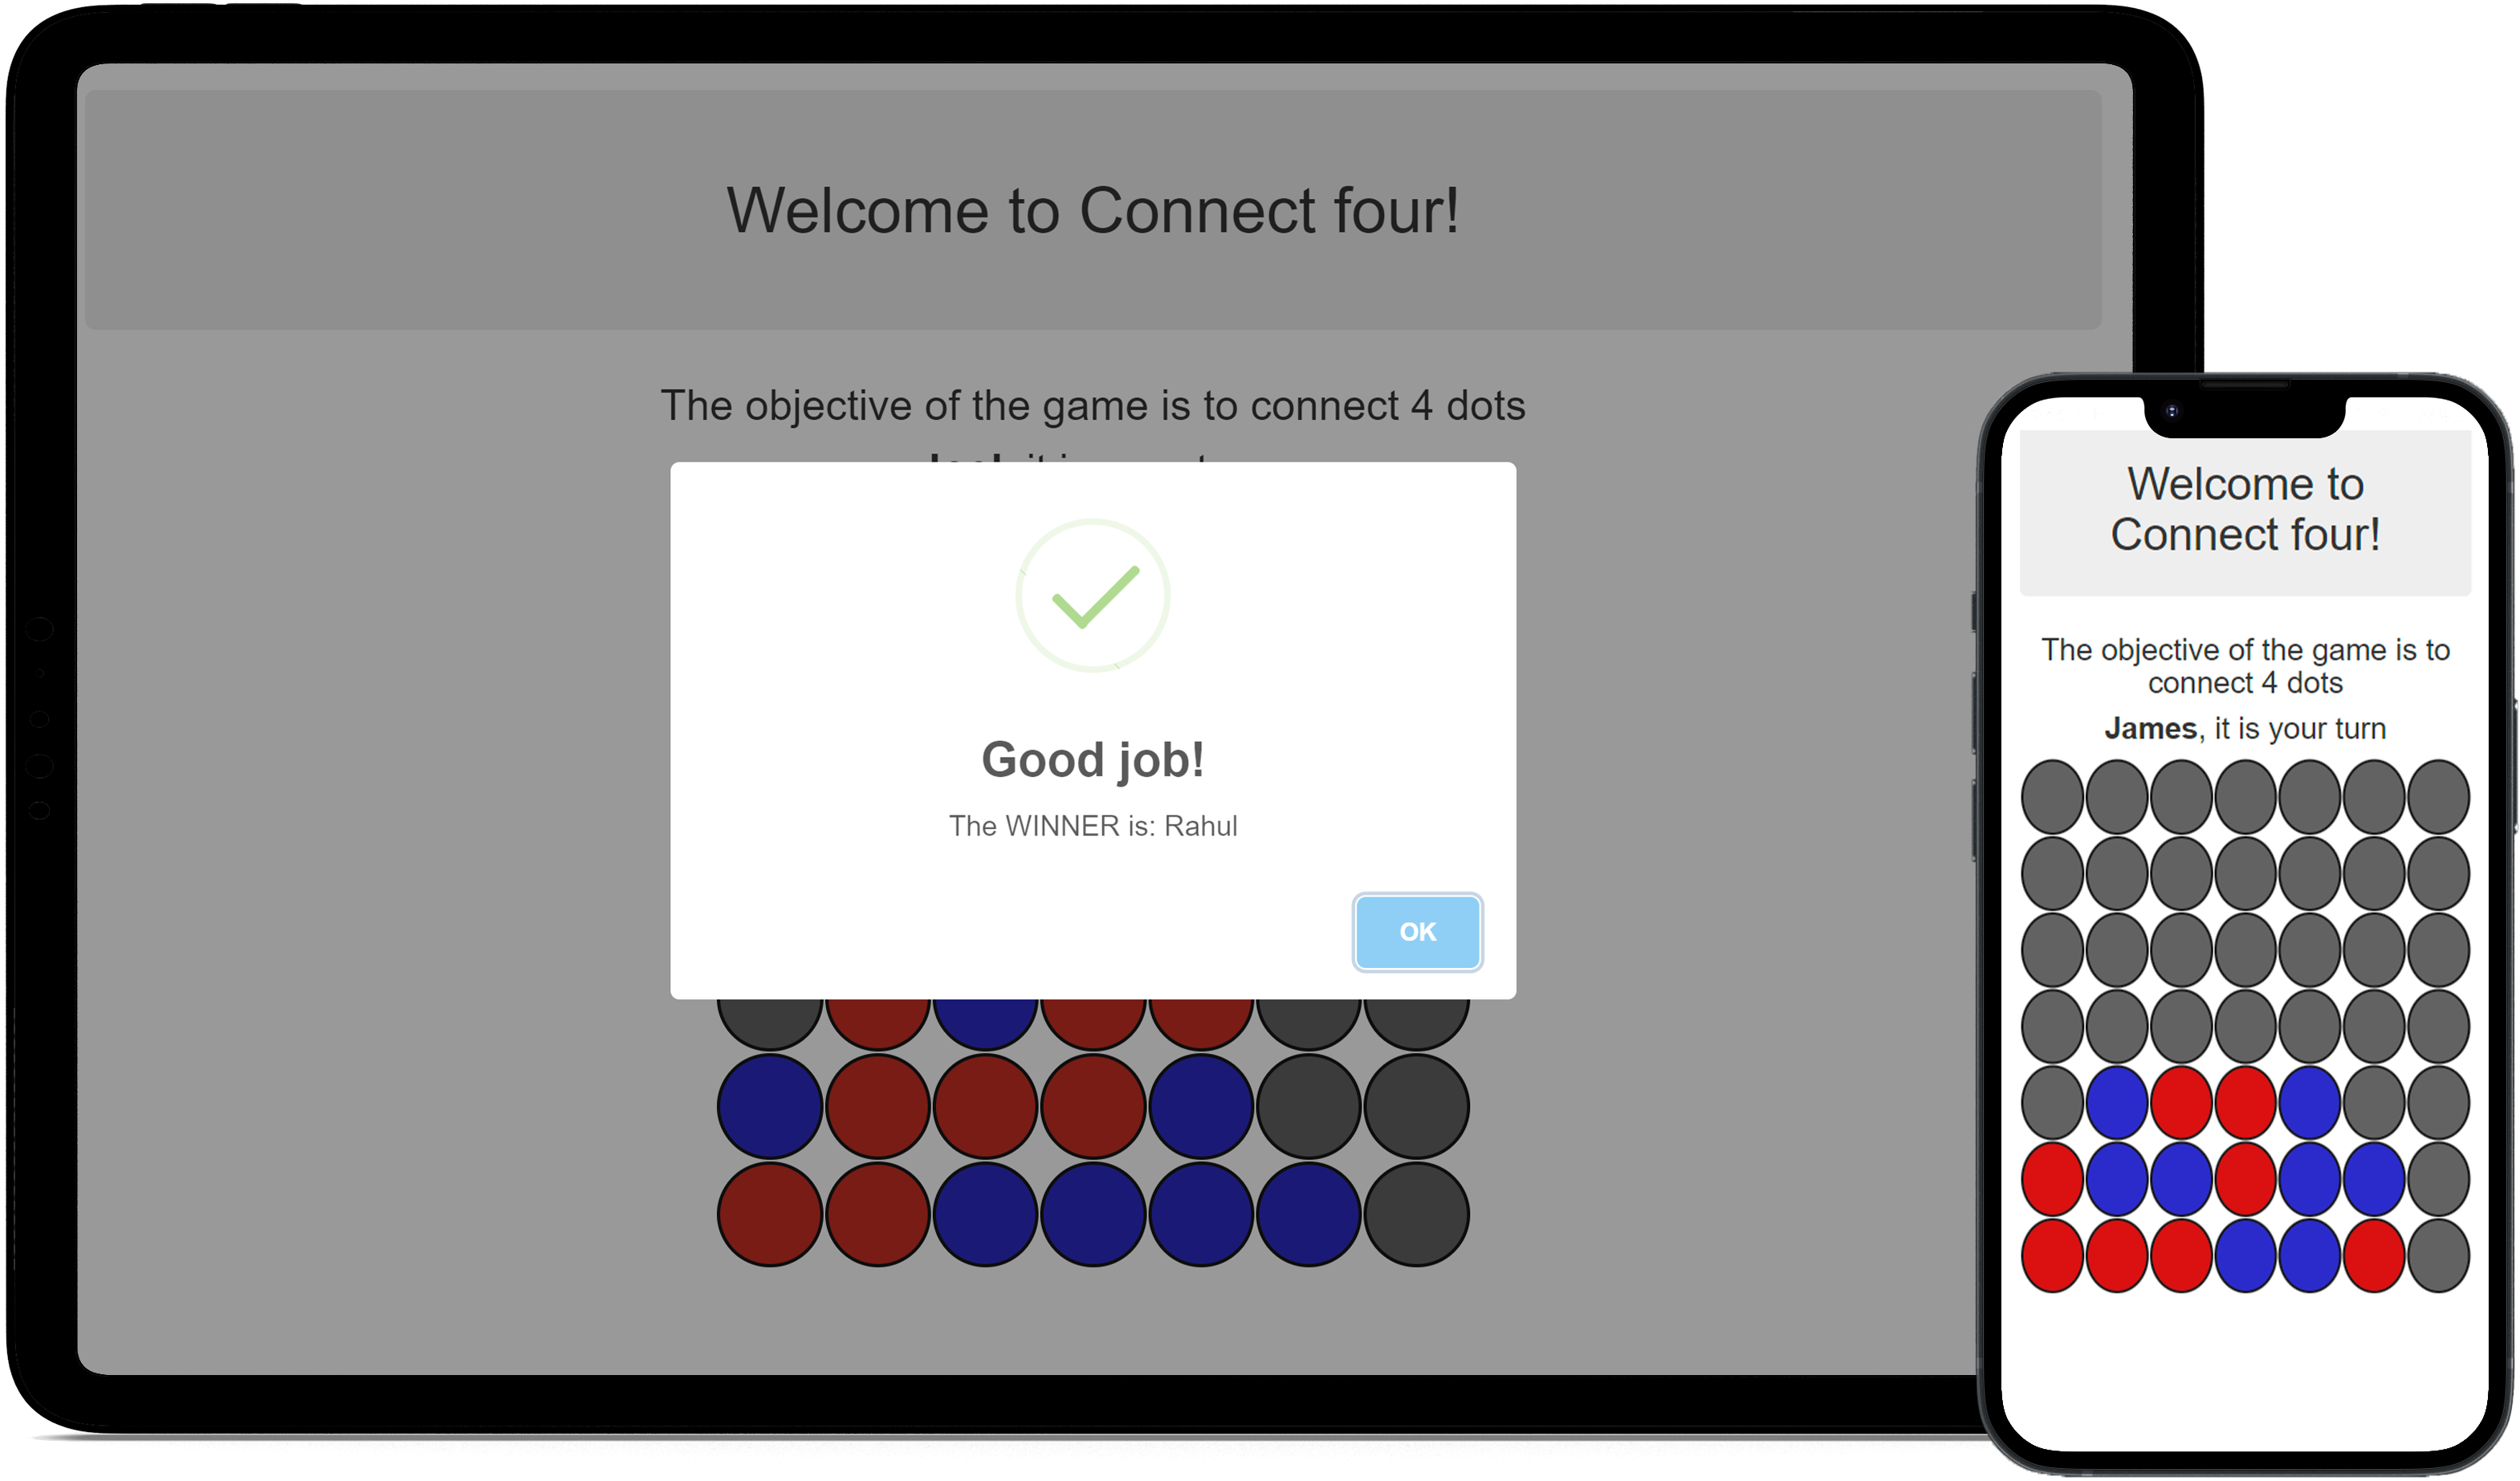 Welcome to Connect four!
The objective of the game is to connect 4 dots
Good job!
The WINNER is: Rahul
OK
Welcome to
Connect four!
The objective of the game is to
connect 4 dots
James, it is your turn